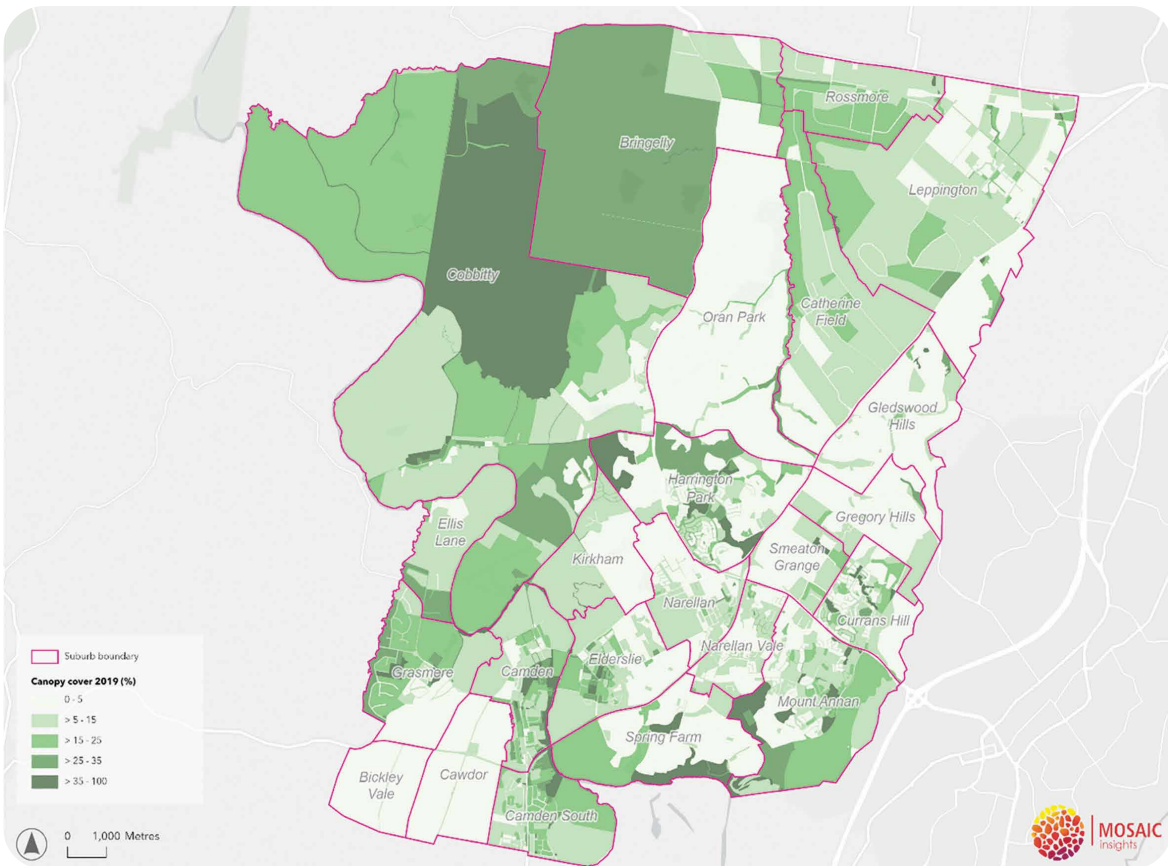 Rossmore
Bringelly
Leppington
Cobbitty
Oran Park
Catherine
Field
Gledswood
Hills
Harrington
Park
Gregory Hills
Ellis
Lane
Smeaton
Grange
Kirkham
Narellan
Currans Hill
Narellan Vale
Elderslie
Grasmere
Camden
Mount Annan
Spring Farm
Bickley
Vale
Cawdor
Camden South
Suburb boundary
Canopy cover 2019 (%)
0 - 5
> 5 - 15
> 15 - 25
> 25 - 35
> 35 - 100
0 1,000 Metres
MOSAIC
insights